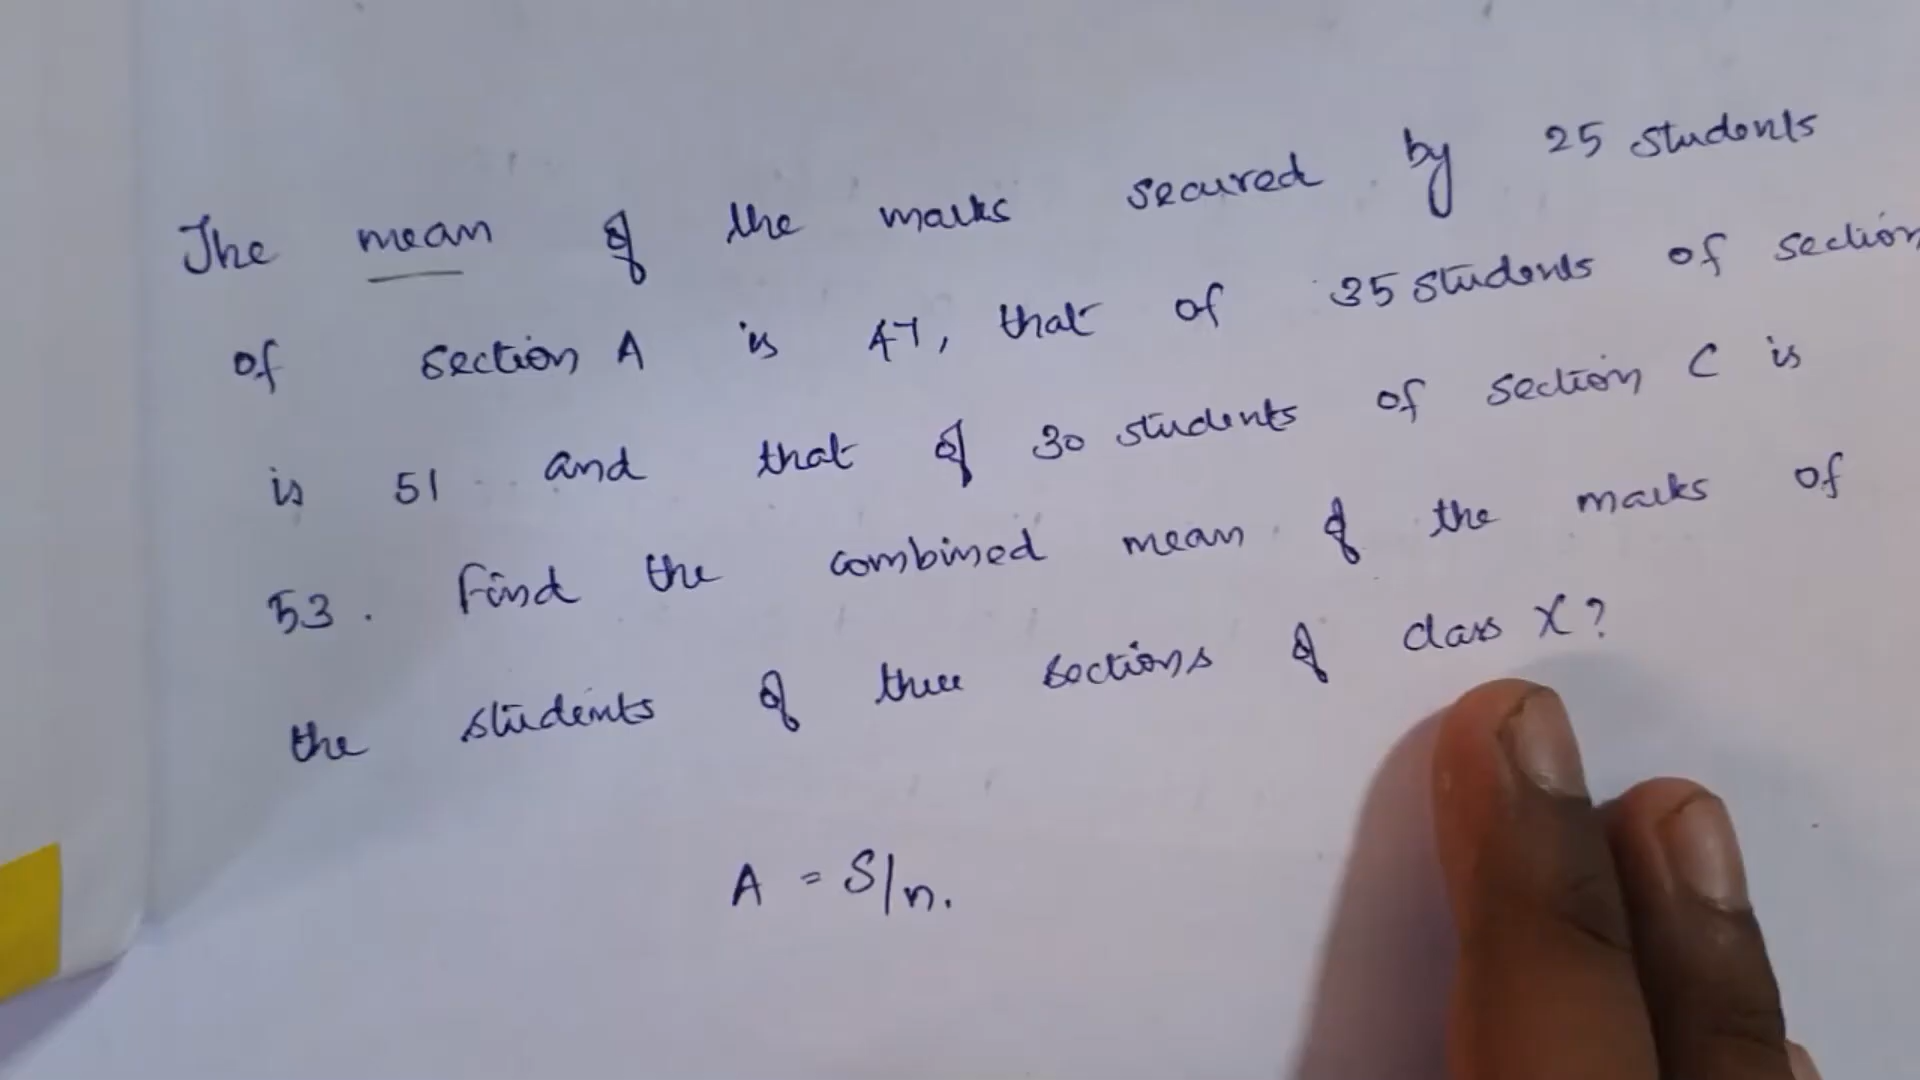 The mean of the marks secured by 25 students
of section A is 47, that of 35 students of section
is 51 and that of 30 students of section C is
53. Find the combined mean of the marks of
the students of three sections of class X?
A = S/n.